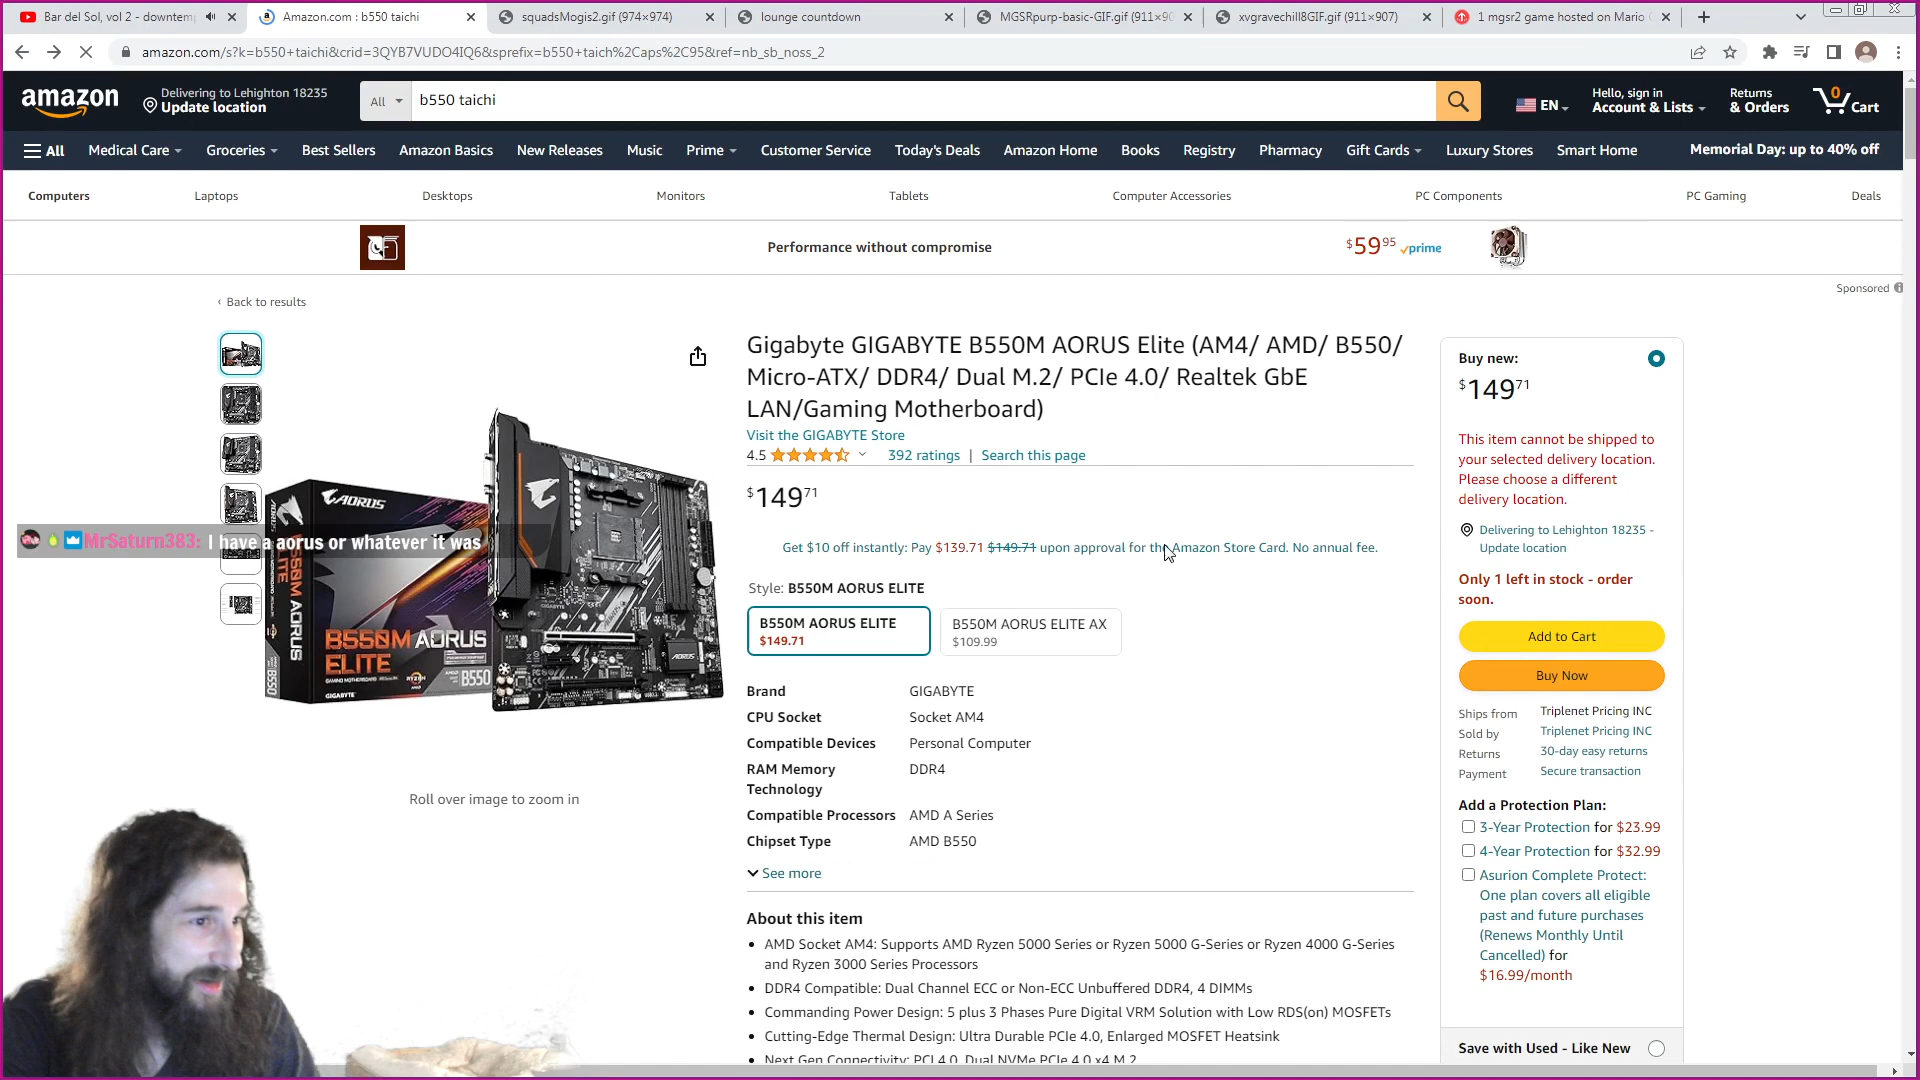 Bar del Sol, vol 2 - downtemp
Amazon.com : b550 taichi
squadsMogis2.gif (974×974)
lounge countdown
MGSRpurp-basic-GIF.gif (911×90
xvgravechill8GIF.gif (911×907)
1 mgsr2 game hosted on Mario
amazon.com/s?k=b550+taichi&crid=3QYB7VUDO4IQ6&sprefix=b550+taich%2Caps%2C95&ref=nb_sb_noss_2
amazon
Delivering to Lehighton 18235
Update location
All
b550 taichi
EN
Hello, sign in
Account & Lists
Returns
& Orders
0
Cart
All
Medical Care
Groceries
Best Sellers
Amazon Basics
New Releases
Music
Prime
Customer Service
Today's Deals
Amazon Home
Books
Registry
Pharmacy
Gift Cards
Luxury Stores
Smart Home
Memorial Day: up to 40% off
Computers
Laptops
Desktops
Monitors
Tablets
Computer Accessories
PC Components
PC Gaming
Deals
Performance without compromise
$59 95 prime
Sponsored
‹ Back to results
Gigabyte GIGABYTE B550M AORUS Elite (AM4/ AMD/ B550/
Micro-ATX/ DDR4/ Dual M.2/ PCIe 4.0/ Realtek GbE
LAN/Gaming Motherboard)
Visit the GIGABYTE Store
4.5
392 ratings | Search this page
$149 71
Get $10 off instantly: Pay $139.71 $149.71 upon approval for the Amazon Store Card. No annual fee.
Style: B550M AORUS ELITE
B550M AORUS ELITE
$149.71
B550M AORUS ELITE AX
$109.99
Brand GIGABYTE
CPU Socket Socket AM4
Compatible Devices Personal Computer
RAM Memory DDR4
Technology
Compatible Processors AMD A Series
Chipset Type AMD B550
See more
About this item
• AMD Socket AM4: Supports AMD Ryzen 5000 Series or Ryzen 5000 G-Series or Ryzen 4000 G-Series
and Ryzen 3000 Series Processors
• DDR4 Compatible: Dual Channel ECC or Non-ECC Unbuffered DDR4, 4 DIMMs
• Commanding Power Design: 5 plus 3 Phases Pure Digital VRM Solution with Low RDS(on) MOSFETs
• Cutting-Edge Thermal Design: Ultra Durable PCIe 4.0, Enlarged MOSFET Heatsink
• Next Gen Connectivity: PCI 4.0, Dual NVMe PCIe 4.0 x4 M.2
AORUS
MrSaturn383: I have a aorus or whatever it was
B550M AORUS
B550M AORUS
ELITE
GIGABYTE
RYZEN
B550
B550
AORUS
Roll over image to zoom in
Buy new:
$149 71
This item cannot be shipped to
your selected delivery location.
Please choose a different
delivery location.
Delivering to Lehighton 18235 -
Update location
Only 1 left in stock - order
soon.
Add to Cart
Buy Now
Ships from Triplenet Pricing INC
Sold by Triplenet Pricing INC
Returns 30-day easy returns
Payment Secure transaction
Add a Protection Plan:
3-Year Protection for $23.99
4-Year Protection for $32.99
Asurion Complete Protect:
One plan covers all eligible
past and future purchases
(Renews Monthly Until
Cancelled) for
$16.99/month
Save with Used - Like New